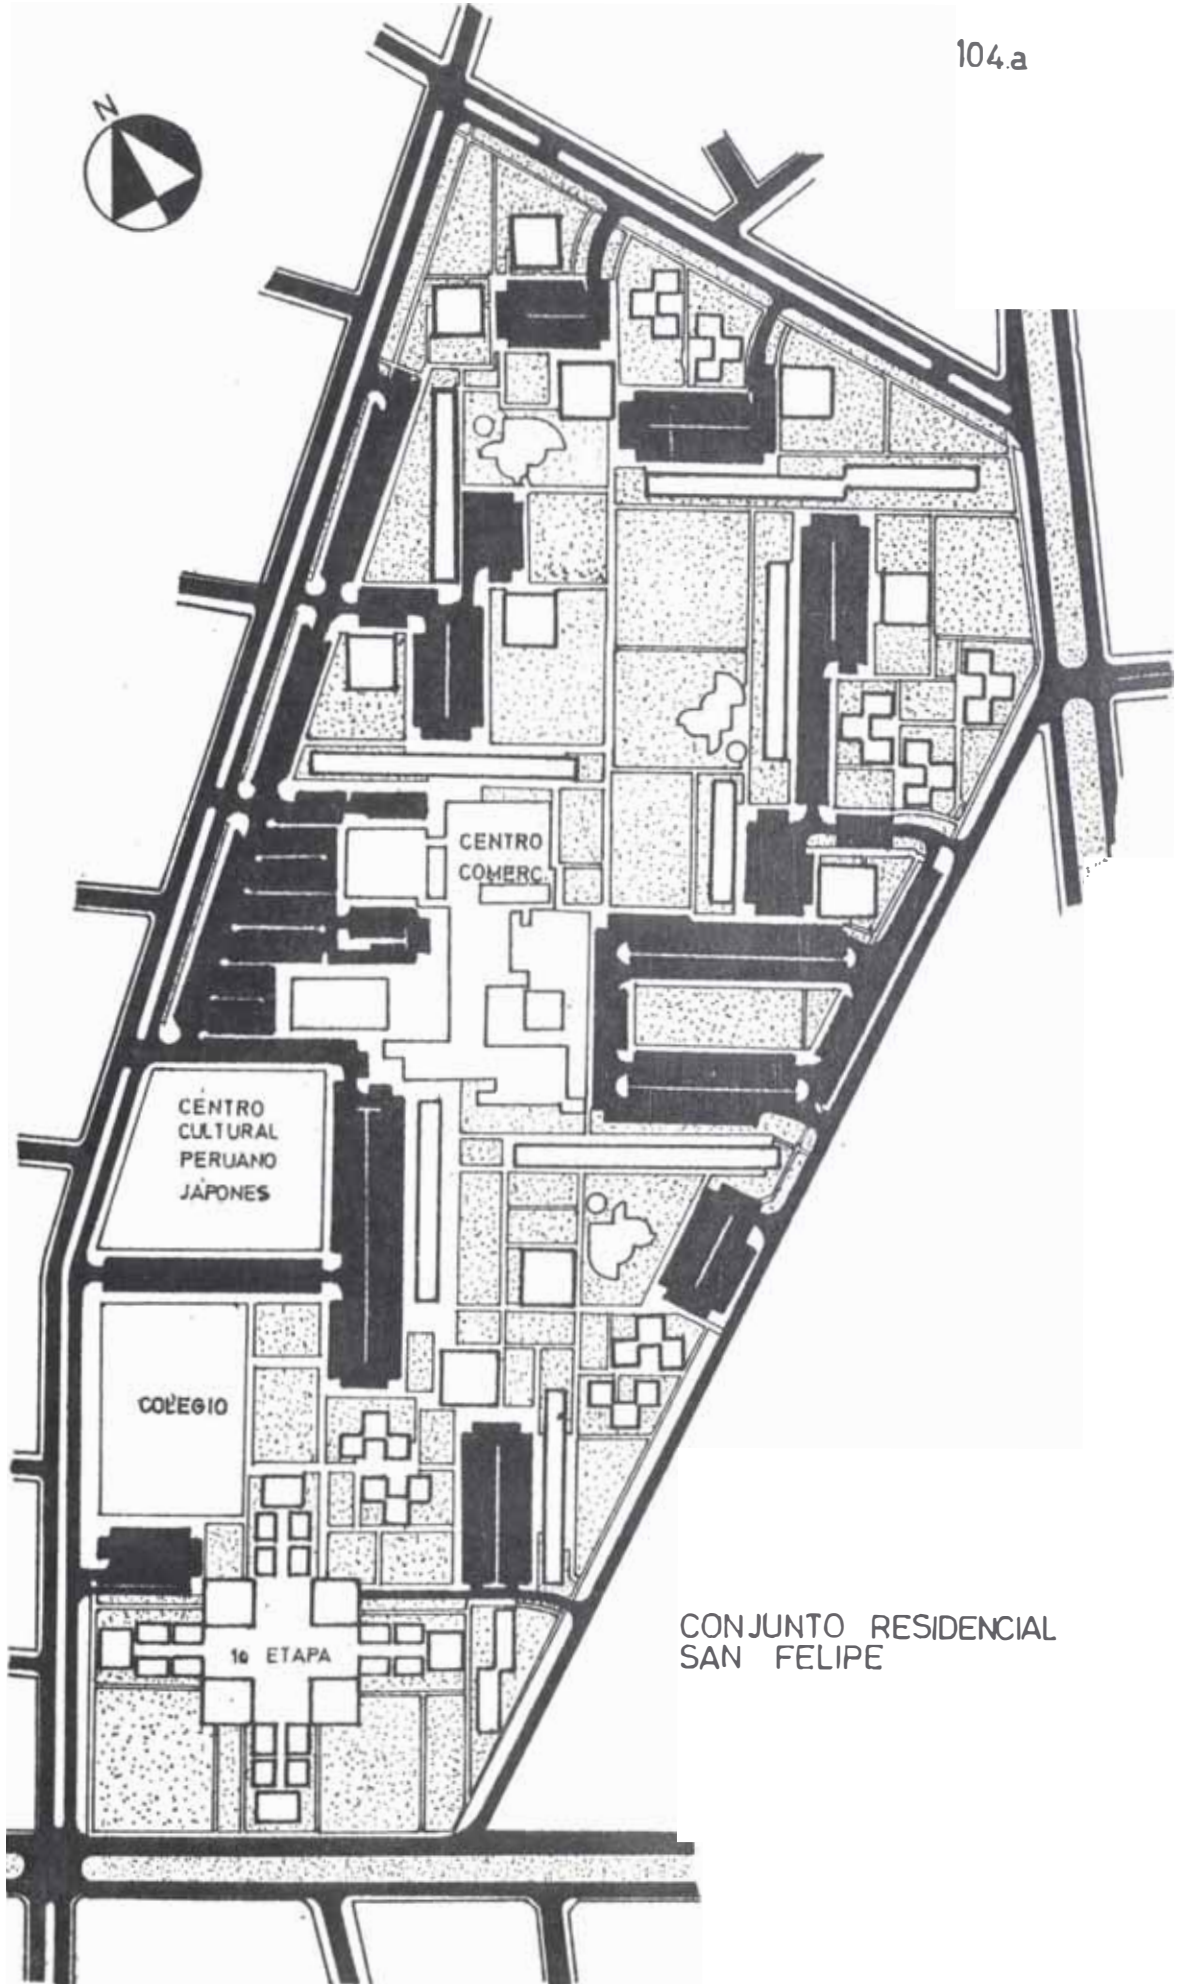 104.a
N
CENTRO
COMERC.
CENTRO
CULTURAL
PERUANO
JAPONES
COLEGIO
1a ETAPA
CONJUNTO RESIDENCIAL
SAN FELIPE